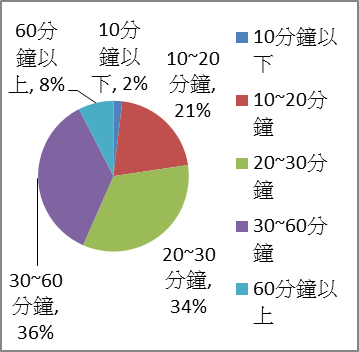 60分
鐘以
上, 8%
10分
鐘以
下, 2%
10~20
分鐘,
21%
20~30
分鐘,
34%
30~60
分鐘,
36%
10分鐘以
下
10~20分
鐘
20~30分
鐘
30~60分
鐘
60分鐘以
上